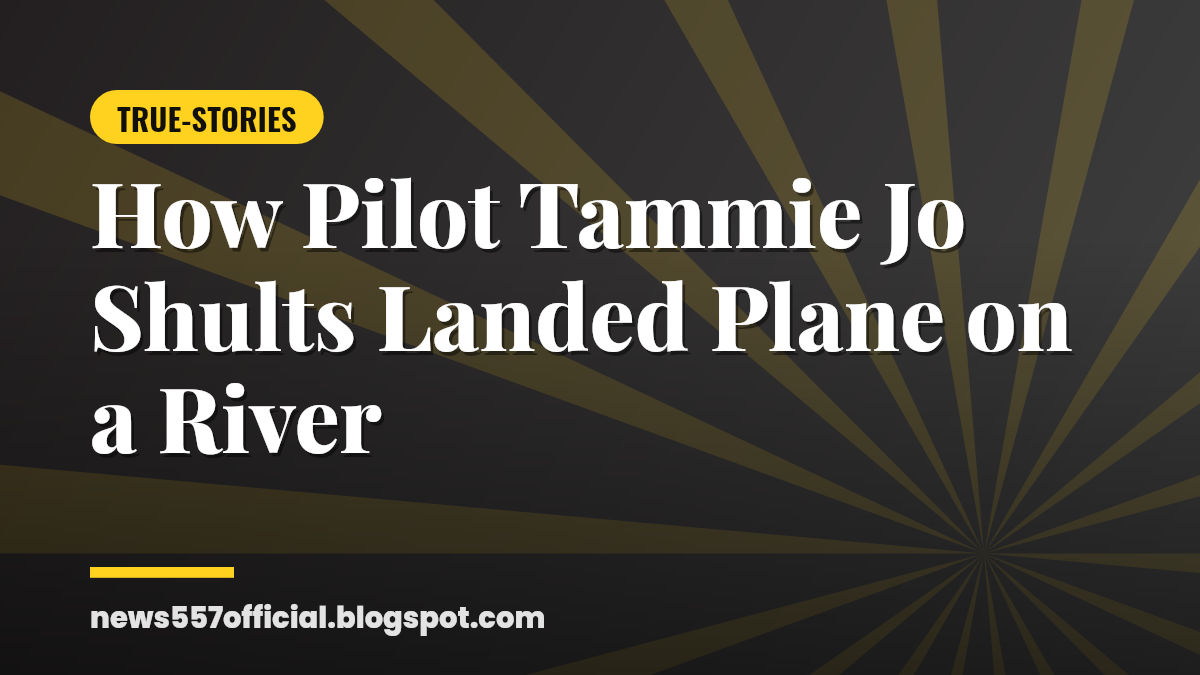 TRUE-STORIES
How Pilot Tammie Jo
Shults Landed Plane on
a River
news557official.blogspot.com